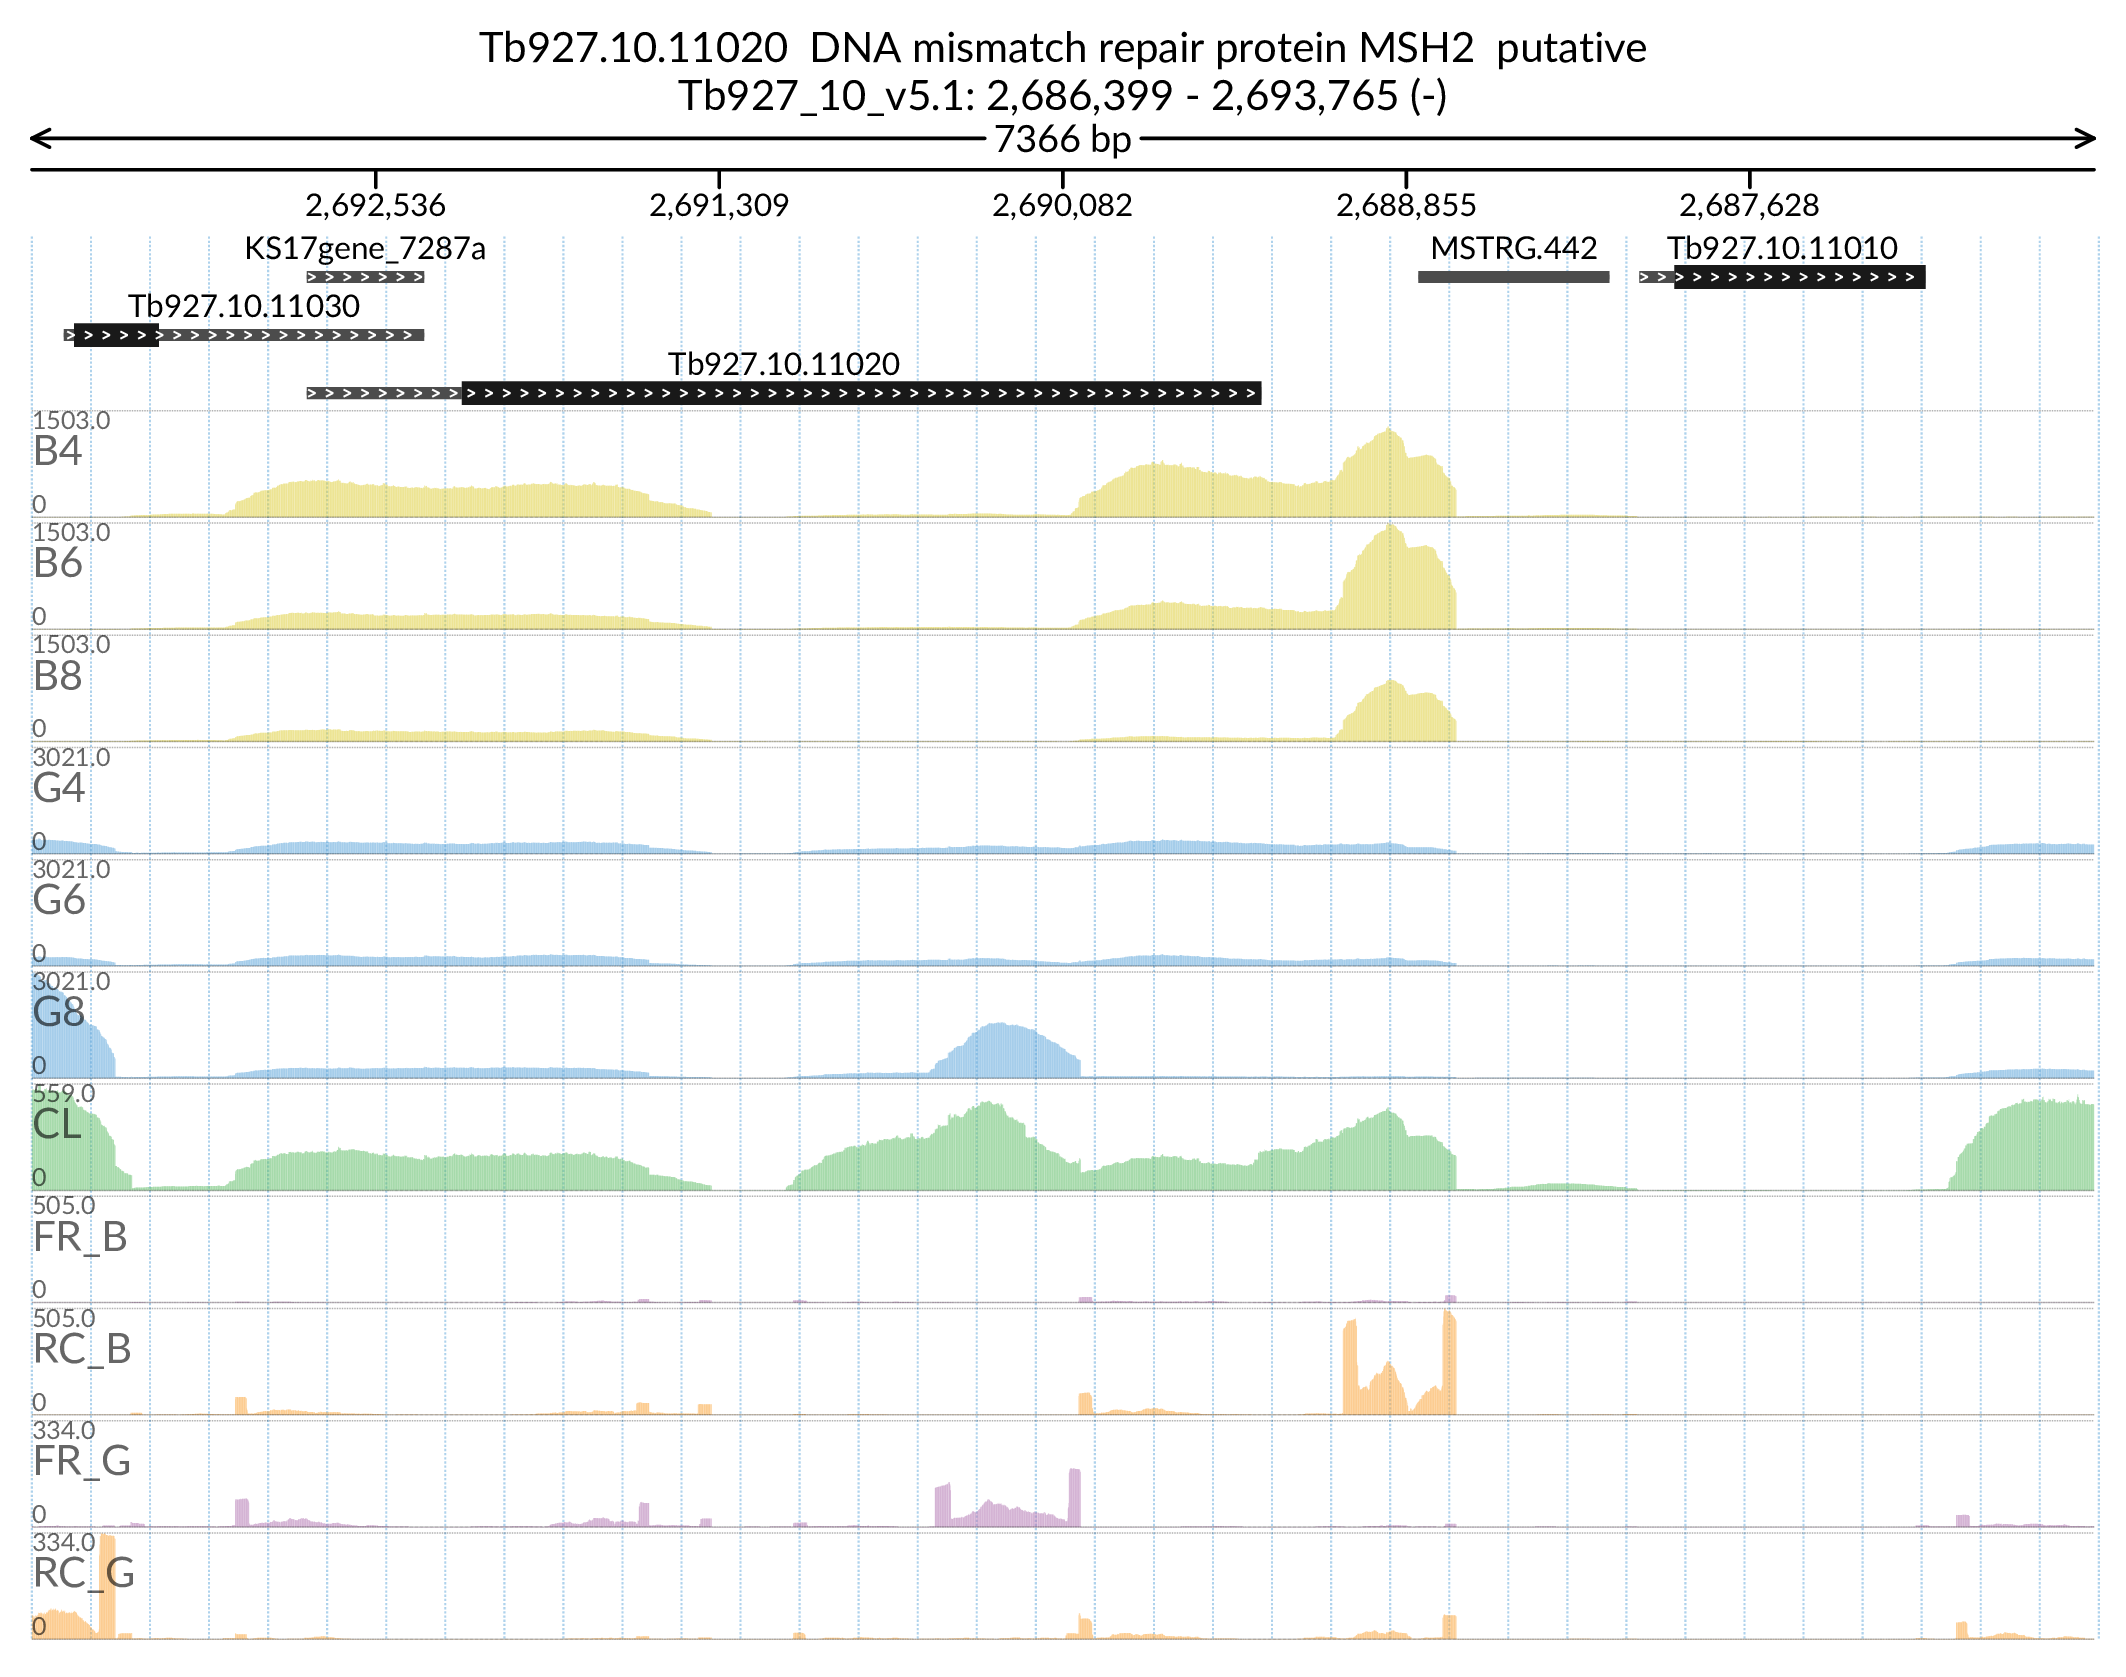 Tb927.10.11020  DNA mismatch repair protein MSH2  putative
Tb927_10_v5.1: 2,686,399 - 2,693,765 (-)
7366 bp
2,692,536 2,691,309 2,690,082 2,688,855 2,687,628
KS17gene_7287a MSTRG.442 Tb927.10.11010
Tb927.10.11030
Tb927.10.11020
1503.0
B4
0
1503.0
B6
0
1503.0
B8
0
3021.0
G4
0
3021.0
G6
0
3021.0
G8
0
559.0
CL
0
505.0
FR_B
0
505.0
RC_B
0
334.0
FR_G
0
334.0
RC_G
0